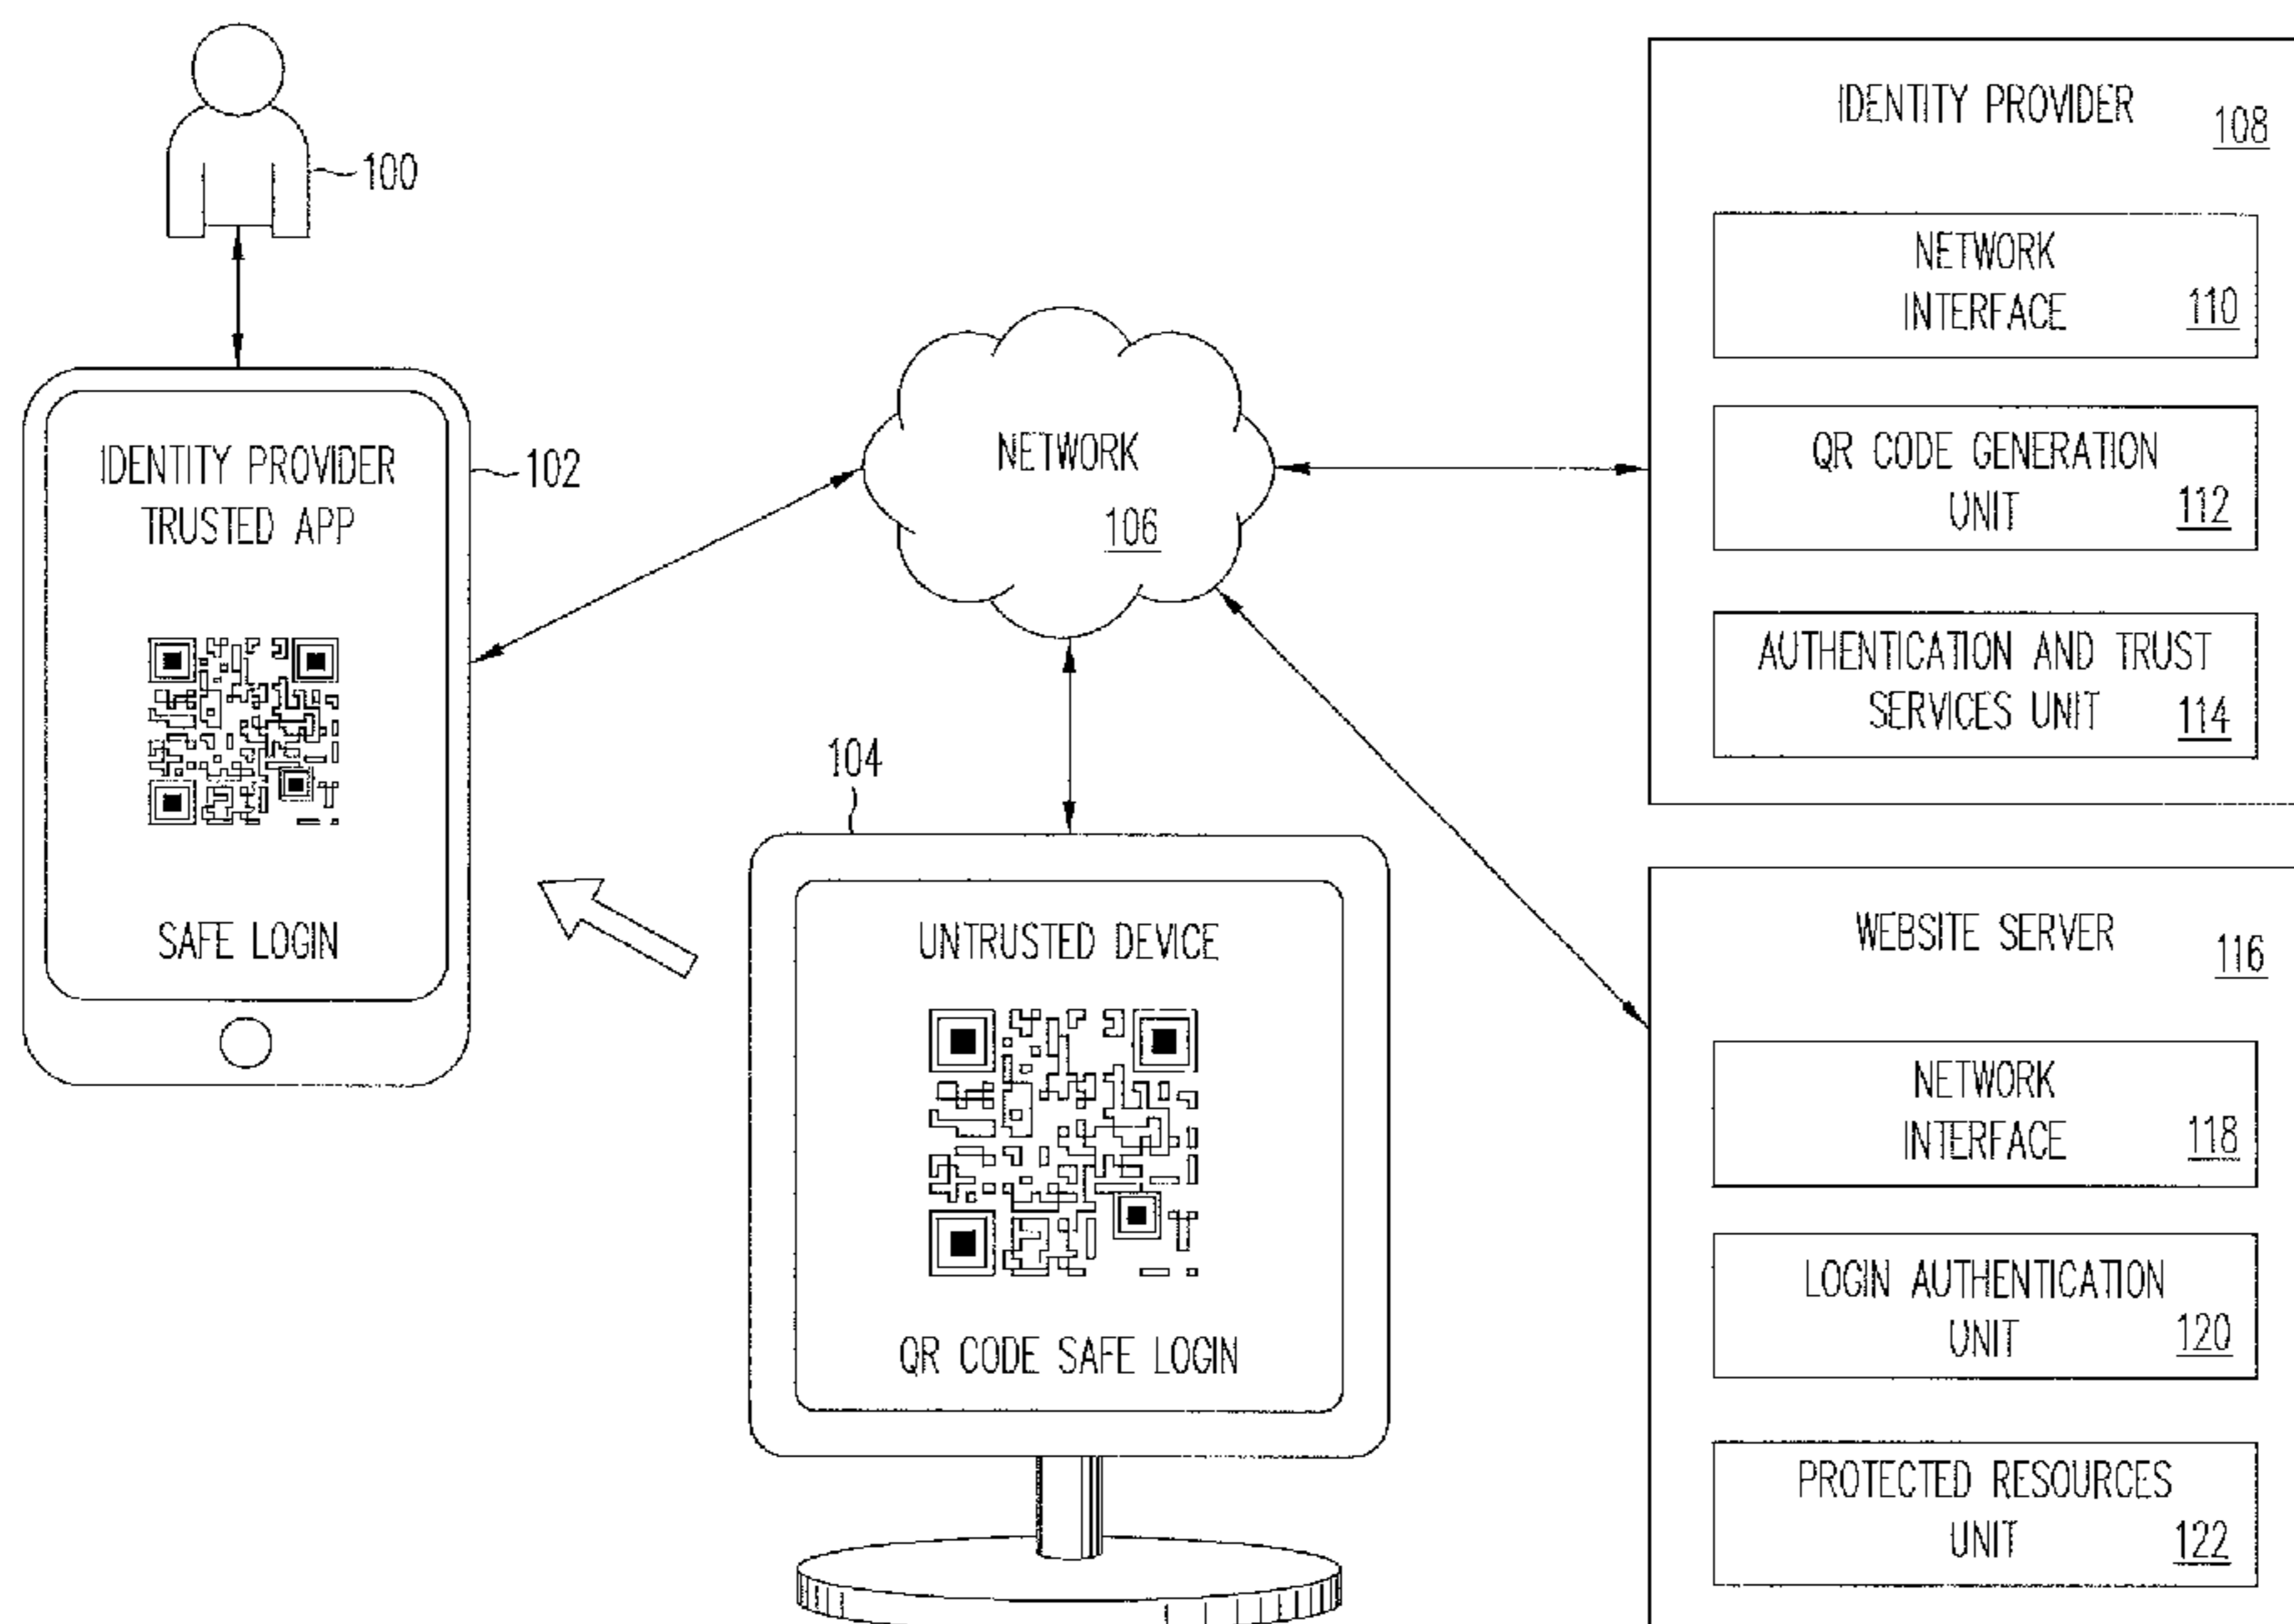 100
IDENTITY PROVIDER
TRUSTED APP
SAFE LOGIN
102
NETWORK
106
104
UNTRUSTED DEVICE
QR CODE SAFE LOGIN
IDENTITY PROVIDER
108
NETWORK
INTERFACE
110
QR CODE GENERATION
UNIT
112
AUTHENTICATION AND TRUST
SERVICES UNIT
114
WEBSITE SERVER
116
NETWORK
INTERFACE
118
LOGIN AUTHENTICATION
UNIT
120
PROTECTED RESOURCES
UNIT
122